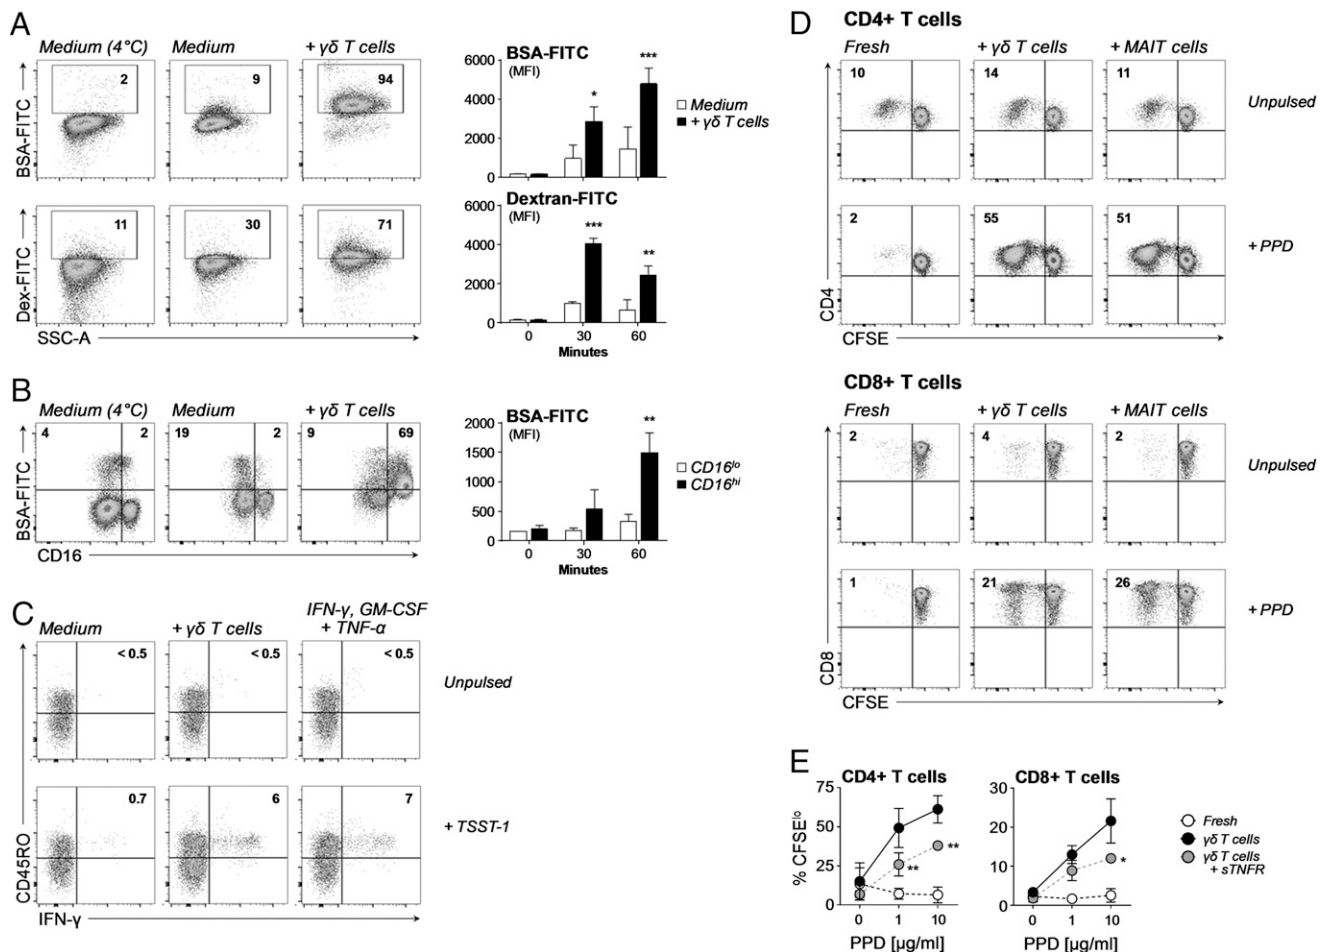 A
Medium (4°C)
Medium
+ γδ T cells
BSA-FITC
2
9
94
Dex-FITC
11
30
71
SSC-A
BSA-FITC
(MFI)
6000
4000
2000
0
*
***
Medium
+ γδ T cells
Dextran-FITC
(MFI)
6000
4000
2000
0
***
**
0
30
60
Minutes
B
Medium (4°C)
Medium
+ γδ T cells
BSA-FITC
4
2
19
2
9
69
CD16
BSA-FITC
(MFI)
2000
1500
1000
500
0
**
CD16lo
CD16hi
0
30
60
Minutes
C
Medium
+ γδ T cells
IFN-γ, GM-CSF
+ TNF-α
< 0.5
< 0.5
< 0.5
Unpulsed
0.7
6
7
+ TSST-1
CD45RO
IFN-γ
D
CD4+ T cells
Fresh
+ γδ T cells
+ MAIT cells
10
14
11
Unpulsed
2
55
51
+ PPD
CD4
CFSE
CD8+ T cells
Fresh
+ γδ T cells
+ MAIT cells
2
4
2
Unpulsed
1
21
26
+ PPD
CD8
CFSE
E
CD4+ T cells
% CFSElo
75
50
25
0
**
**
0
1
10
PPD [µg/ml]
CD8+ T cells
30
20
10
0
*
0
1
10
PPD [µg/ml]
Fresh
γδ T cells
γδ T cells
+ sTNFR